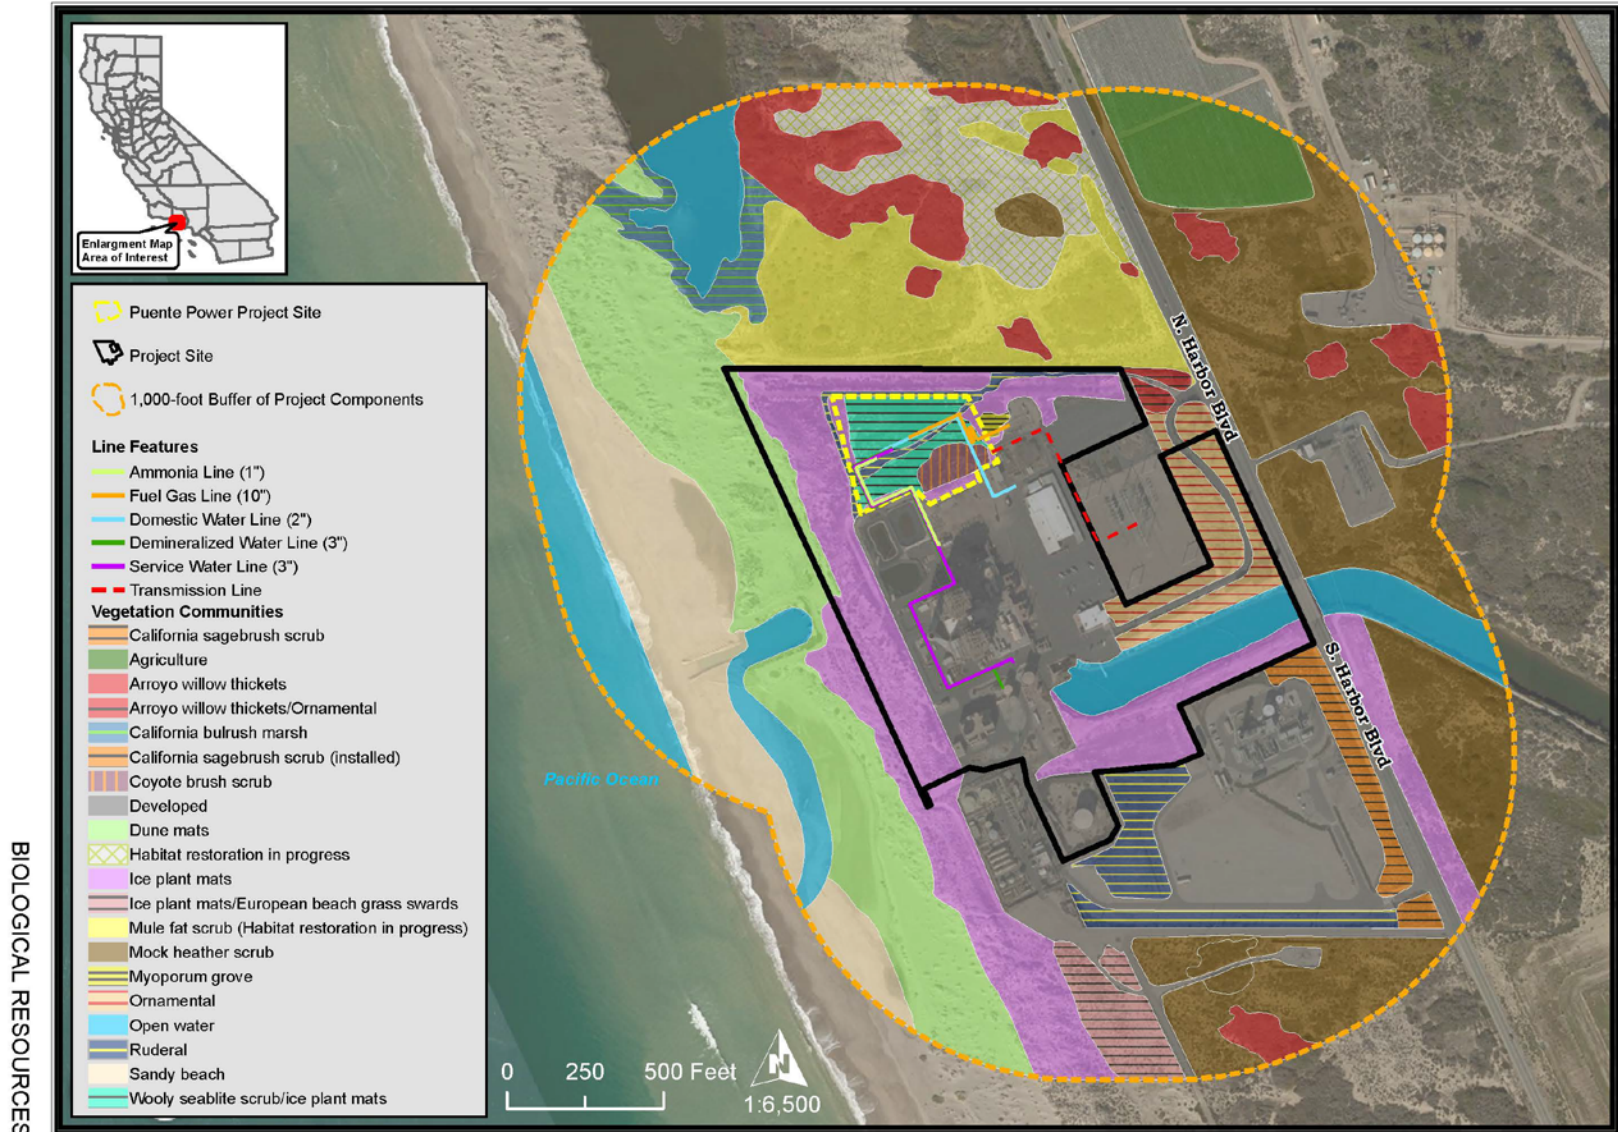 Enlargment Map
Area of Interest
Puente Power Project Site
Project Site
1,000-foot Buffer of Project Components
Line Features
Ammonia Line (1")
Fuel Gas Line (10")
Domestic Water Line (2")
Demineralized Water Line (3")
Service Water Line (3")
Transmission Line
Vegetation Communities
California sagebrush scrub
Agriculture
Arroyo willow thickets
Arroyo willow thickets/Ornamental
California bulrush marsh
California sagebrush scrub (installed)
Coyote brush scrub
Developed
Dune mats
Habitat restoration in progress
Ice plant mats
Ice plant mats/European beach grass swards
Mule fat scrub (Habitat restoration in progress)
Mock heather scrub
Myoporum grove
Ornamental
Open water
Ruderal
Sandy beach
Wooly seablite scrub/ice plant mats
N. Harbor Blvd
S. Harbor Blvd
Pacific Ocean
0 250 500 Feet
N
1:6,500
BIOLOGICAL RESOURCES